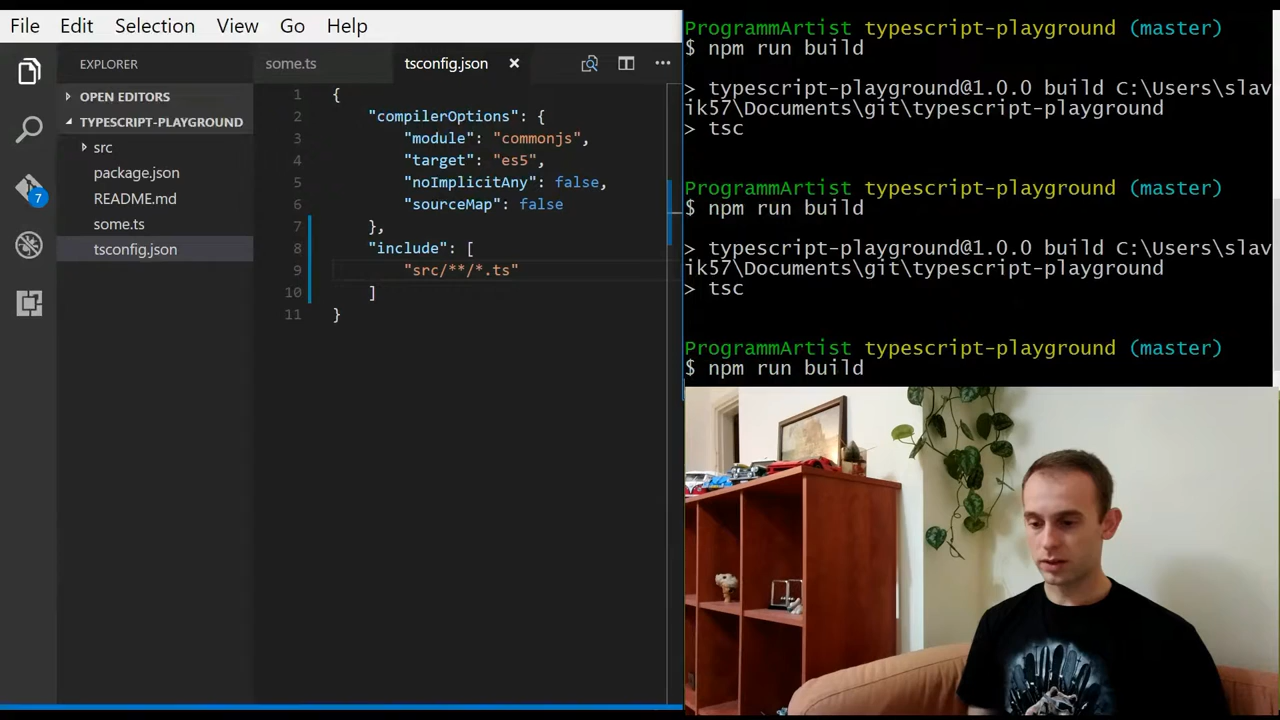 File Edit Selection View Go Help
EXPLORER
OPEN EDITORS
TYPESCRIPT-PLAYGROUND
src
package.json
README.md
some.ts
tsconfig.json
7
some.ts tsconfig.json
1 {
2 "compilerOptions": {
3 "module": "commonjs",
4 "target": "es5",
5 "noImplicitAny": false,
6 "sourceMap": false
7 },
8 "include": [
9 "src/**/*.ts"
10 ]
11 }
ProgrammArtist typescript-playground (master)
$ npm run build
> typescript-playground@1.0.0 build C:\Users\slav
ik57\Documents\git\typescript-playground
> tsc
ProgrammArtist typescript-playground (master)
$ npm run build
> typescript-playground@1.0.0 build C:\Users\slav
ik57\Documents\git\typescript-playground
> tsc
ProgrammArtist typescript-playground (master)
$ npm run build